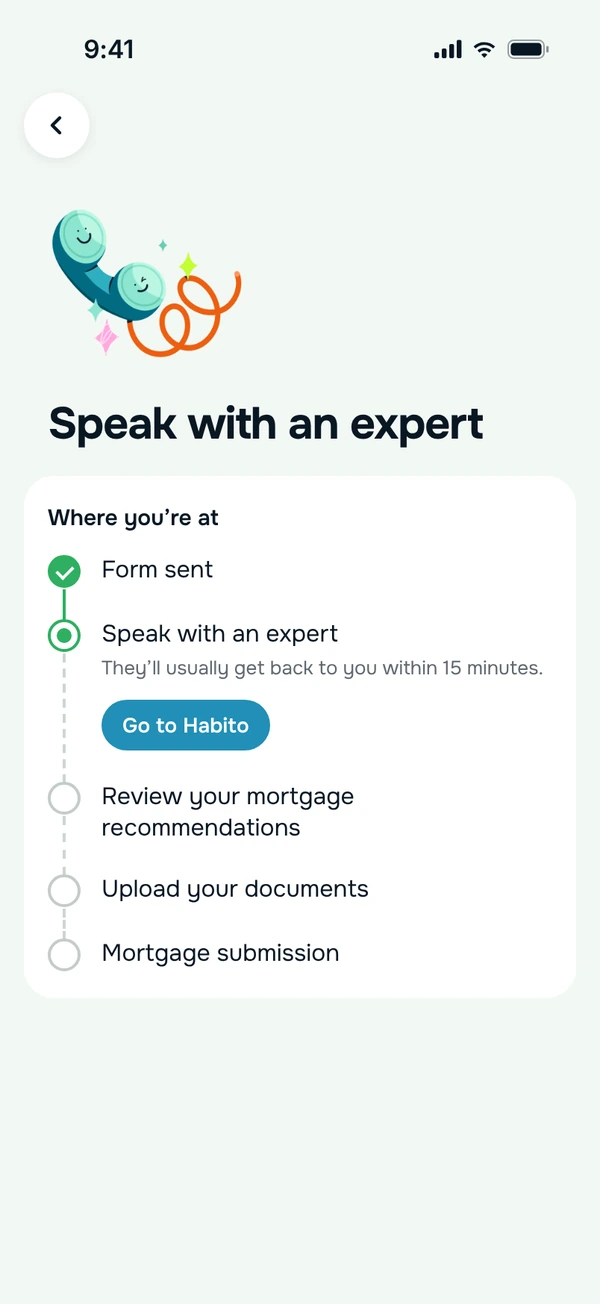 9:41
Speak with an expert
Where you’re at
Form sent
Speak with an expert
They’ll usually get back to you within 15 minutes.
Go to Habito
Review your mortgage
recommendations
Upload your documents
Mortgage submission